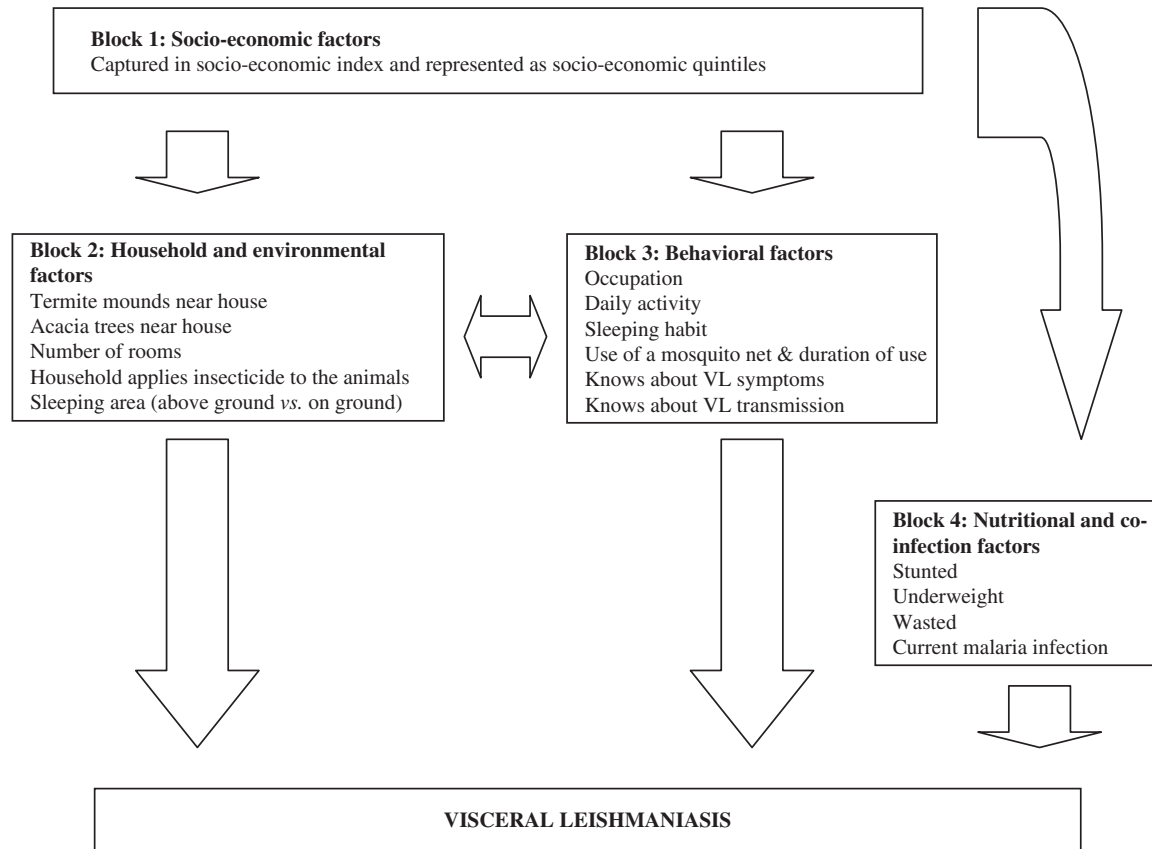 Block 1: Socio-economic factors
Captured in socio-economic index and represented as socio-economic quintiles
Block 2: Household and environmental
factors
Termite mounds near house
Acacia trees near house
Number of rooms
Household applies insecticide to the animals
Sleeping area (above ground vs. on ground)
Block 3: Behavioral factors
Occupation
Daily activity
Sleeping habit
Use of a mosquito net & duration of use
Knows about VL symptoms
Knows about VL transmission
Block 4: Nutritional and co-
infection factors
Stunted
Underweight
Wasted
Current malaria infection
VISCERAL LEISHMANIASIS